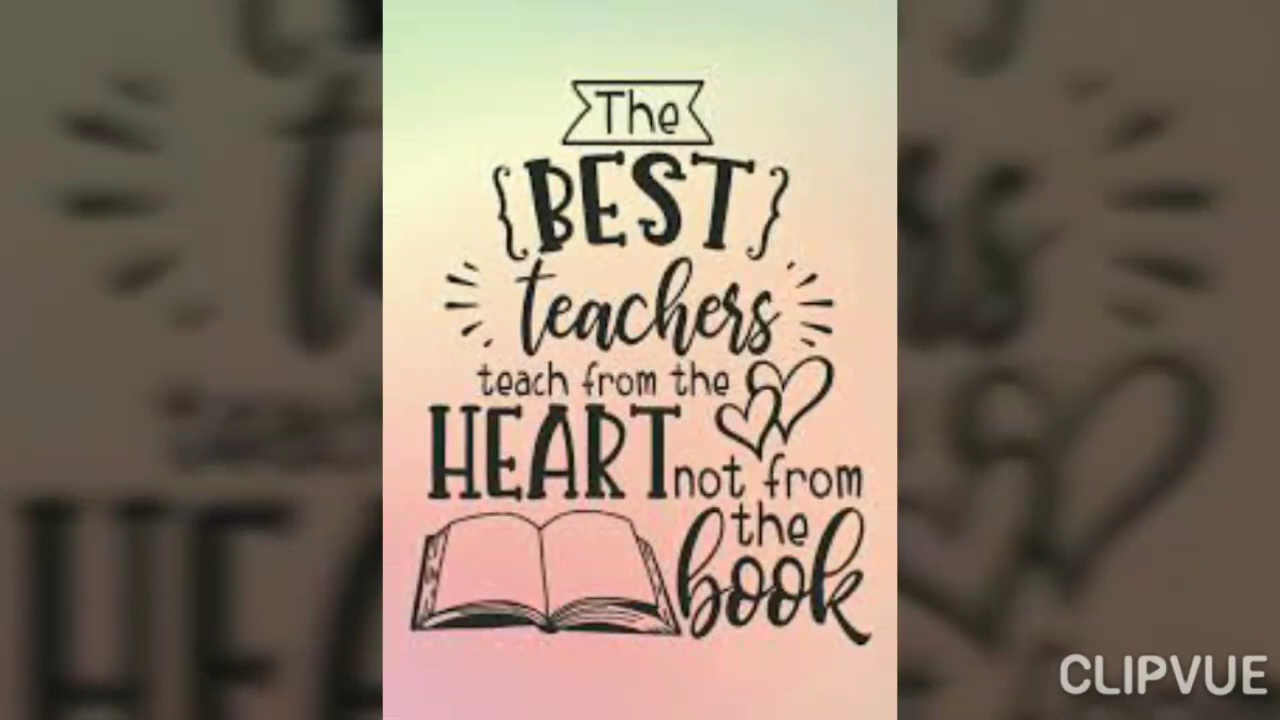 The
{BEST}
teachers
teach from the
HEART not from
the
book
CLIPVUE